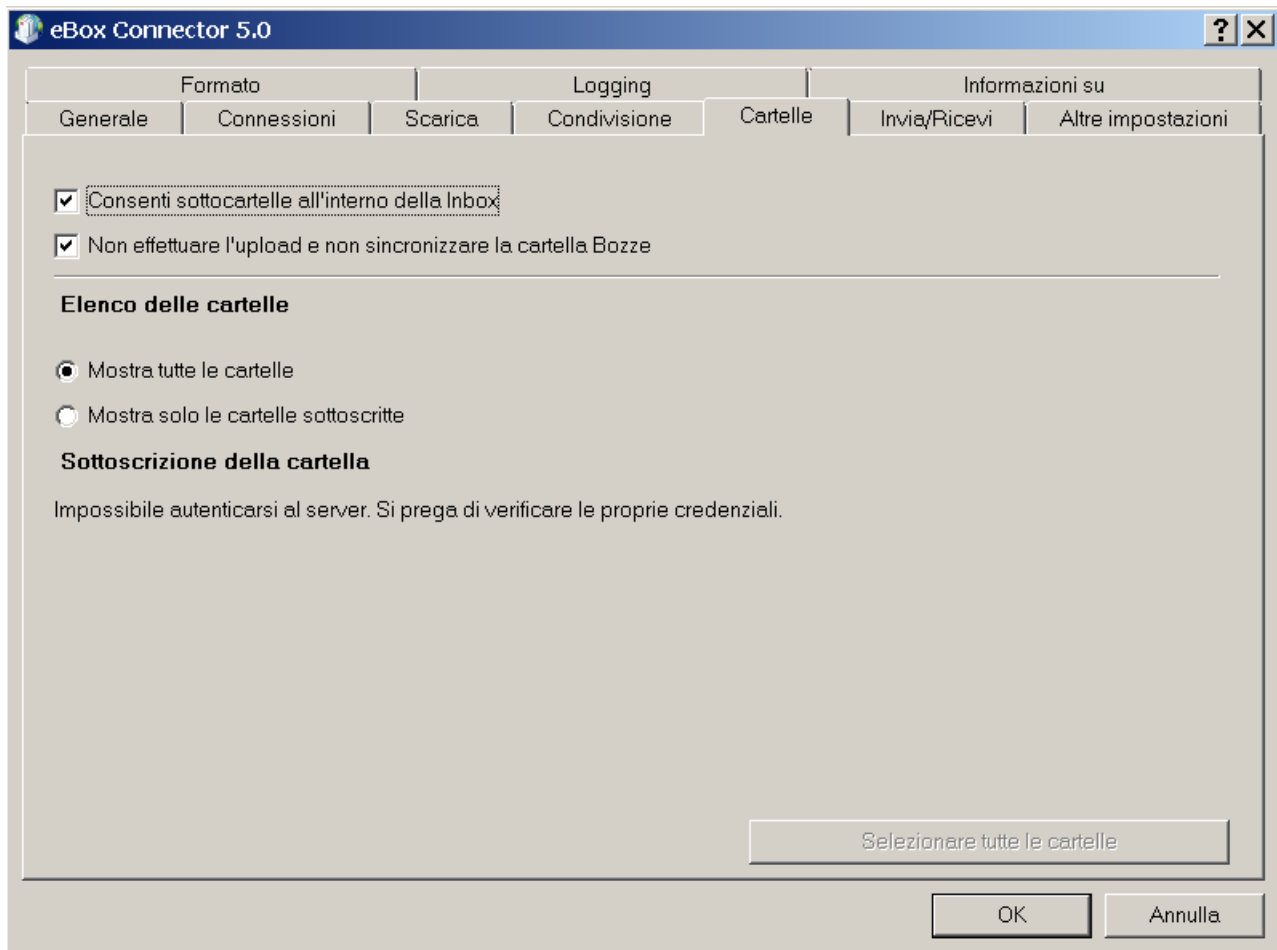 eBox Connector 5.0
Formato Logging Informazioni su
Generale Connessioni Scarica Condivisione Cartelle Invia/Ricevi Altre impostazioni
Consenti sottocartelle all'interno della Inbox
Non effettuare l'upload e non sincronizzare la cartella Bozze
Elenco delle cartelle
Mostra tutte le cartelle
Mostra solo le cartelle sottoscritte
Sottoscrizione della cartella
Impossibile autenticarsi al server. Si prega di verificare le proprie credenziali.
Selezionare tutte le cartelle
OK Annulla